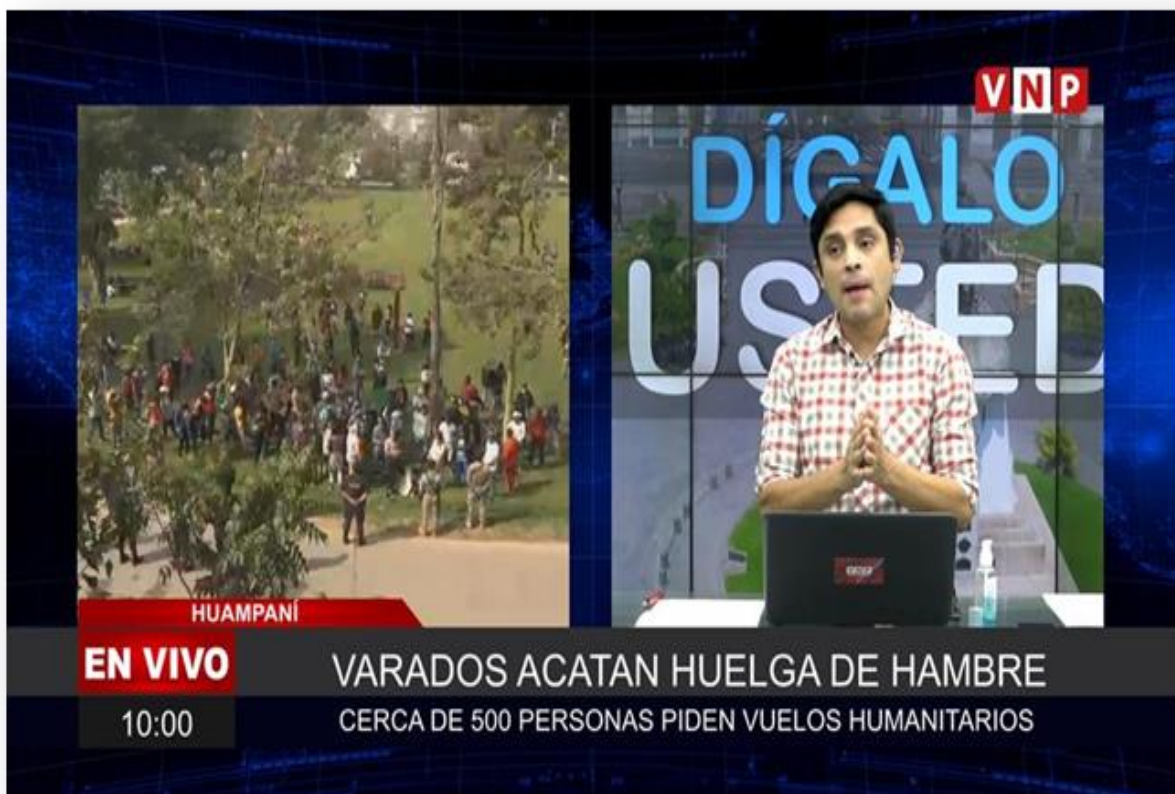 VNP
DÍGALO
USTED
VNP
HUAMPANÍ
EN VIVO
VARADOS ACATAN HUELGA DE HAMBRE
10:00
CERCA DE 500 PERSONAS PIDEN VUELOS HUMANITARIOS